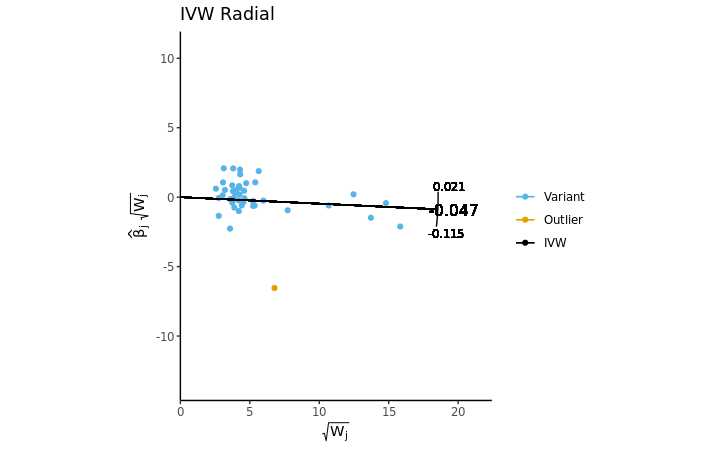 IVW Radial
10
5
0
-5
-10
β̂ⱼ √Wⱼ
0.021
-0.047
-0.115
Variant
Outlier
IVW
0 5 10 15 20
√Wⱼ